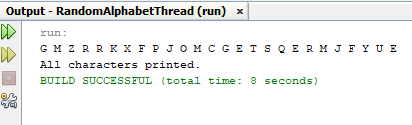 Output - RandomAlphabetThread (run) ×
run:
G M Z R R K X F P J O M C G E T S Q E R M J F Y U E
All characters printed.
BUILD SUCCESSFUL (total time: 8 seconds)